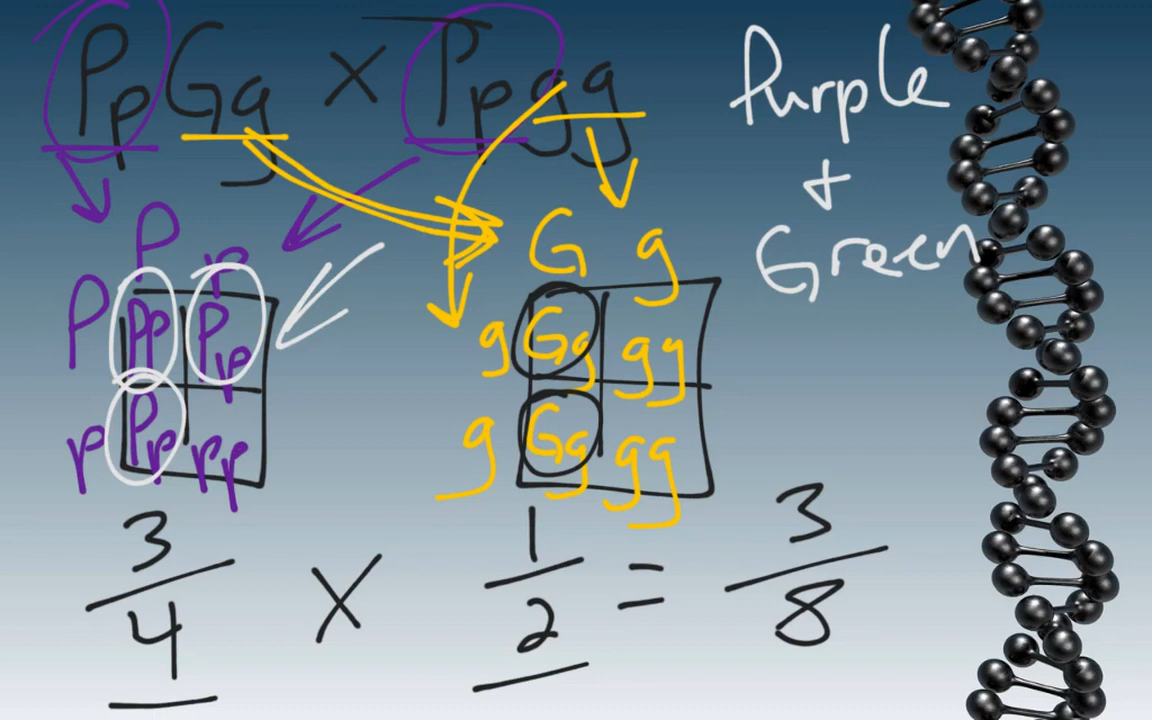 PpGg × Ppgg
Purple
+
Green
P p
P PP Pp
p Pp pp
G g
g Gg gg
g Gg gg
3/4 × 1/2 = 3/8